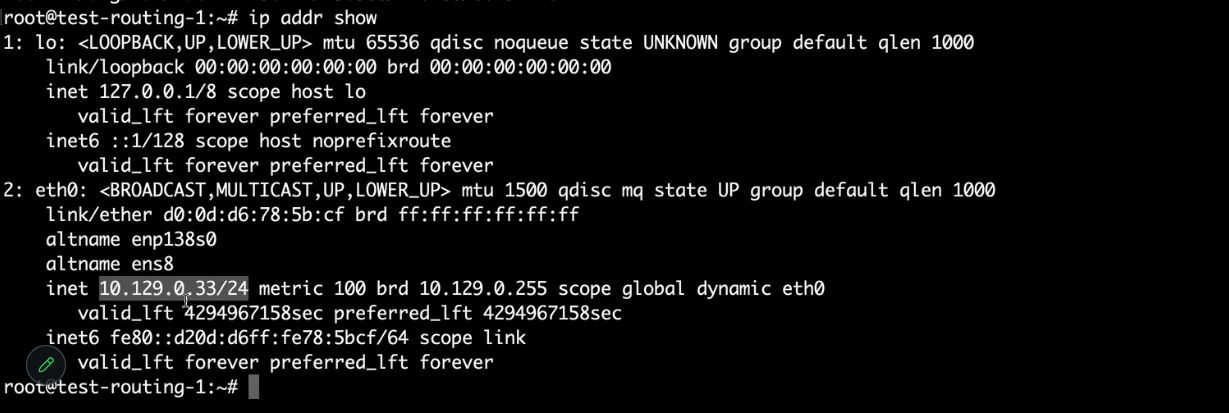 root@test-routing-1:~# ip addr show
1: lo: <LOOPBACK,UP,LOWER_UP> mtu 65536 qdisc noqueue state UNKNOWN group default qlen 1000
    link/loopback 00:00:00:00:00:00 brd 00:00:00:00:00:00
    inet 127.0.0.1/8 scope host lo
       valid_lft forever preferred_lft forever
    inet6 ::1/128 scope host noprefixroute
       valid_lft forever preferred_lft forever
2: eth0: <BROADCAST,MULTICAST,UP,LOWER_UP> mtu 1500 qdisc mq state UP group default qlen 1000
    link/ether d0:0d:d6:78:5b:cf brd ff:ff:ff:ff:ff:ff
    altname enp138s0
    altname ens8
    inet 10.129.0.33/24 metric 100 brd 10.129.0.255 scope global dynamic eth0
       valid_lft 4294967158sec preferred_lft 4294967158sec
    inet6 fe80::d20d:d6ff:fe78:5bcf/64 scope link
       valid_lft forever preferred_lft forever
root@test-routing-1:~#